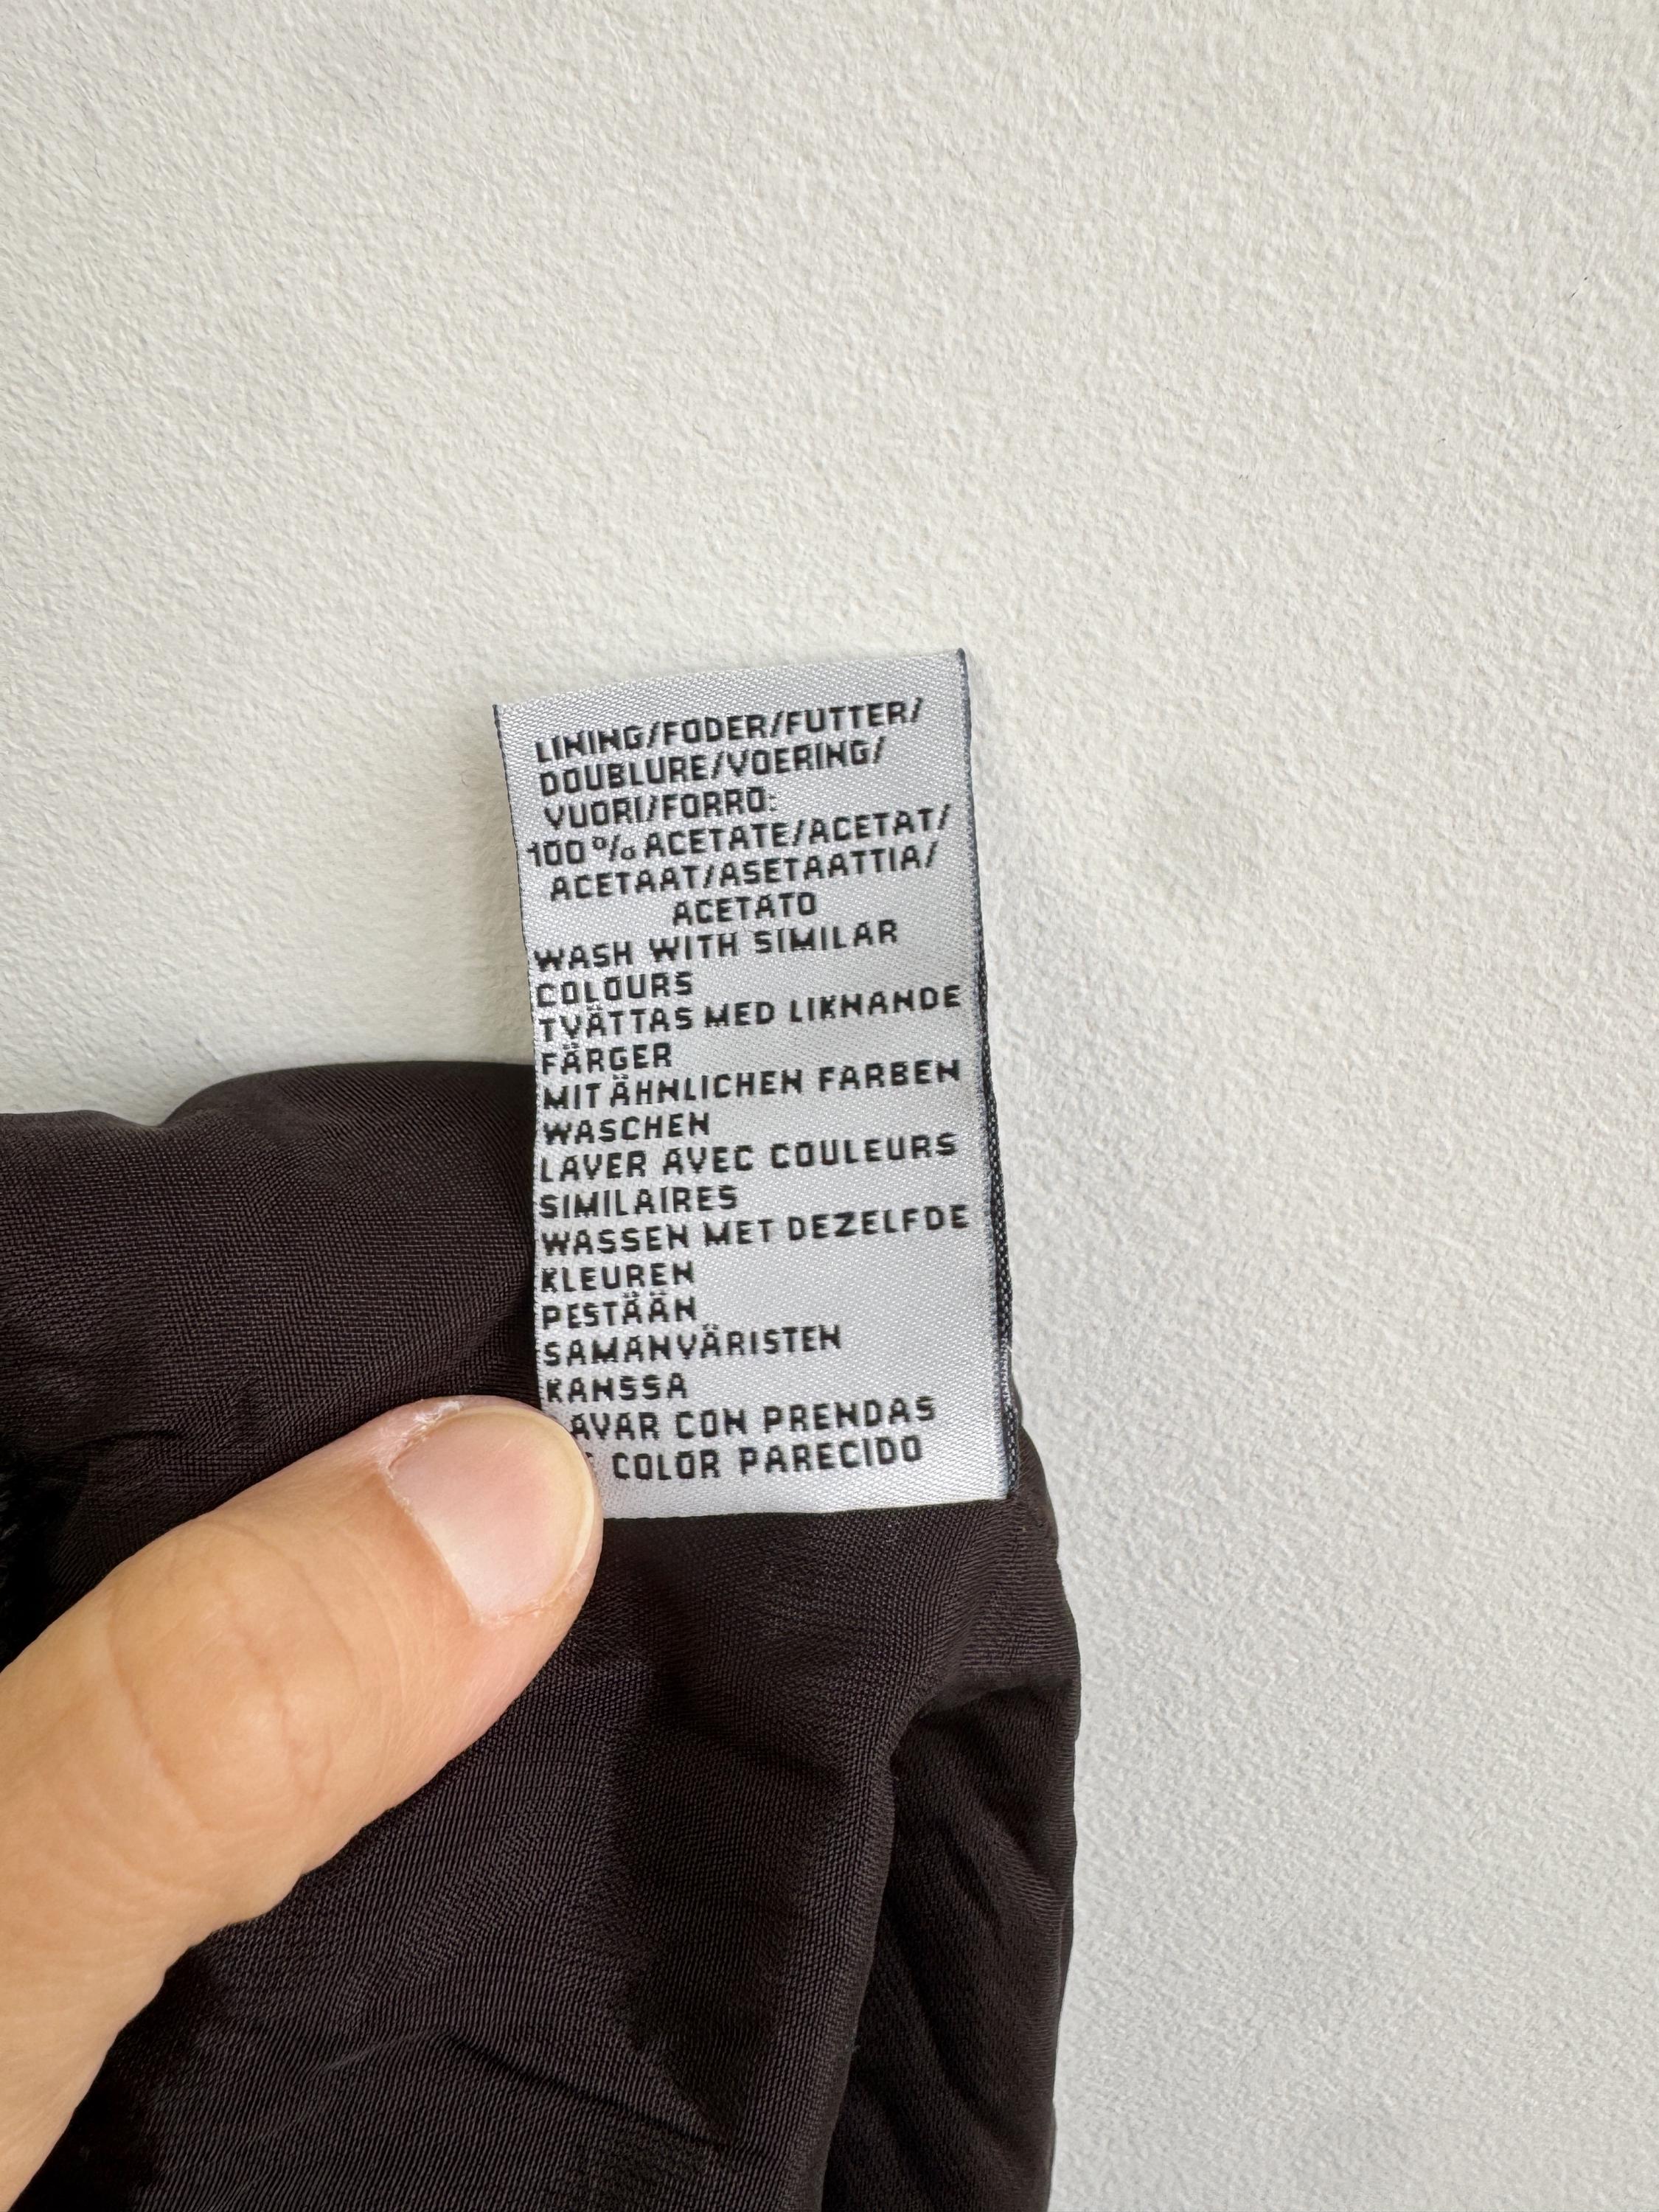 LINING/FODER/FUTTER/
DOUBLURE/VOERING/
VUORI/FORRO:
100% ACETATE/ACETAT/
ACETAAT/ASETAATTIA/
ACETATO
WASH WITH SIMILAR
COLOURS
TVÄTTAS MED LIKNANDE
FÄRGER
MIT ÄHNLICHEN FARBEN
WASCHEN
LAVER AVEC COULEURS
SIMILAIRES
WASSEN MET DEZELFDE
KLEUREN
PESTÄÄN
SAMANVÄRISTEN
KANSSA
AVAR CON PRENDAS
COLOR PARECIDO